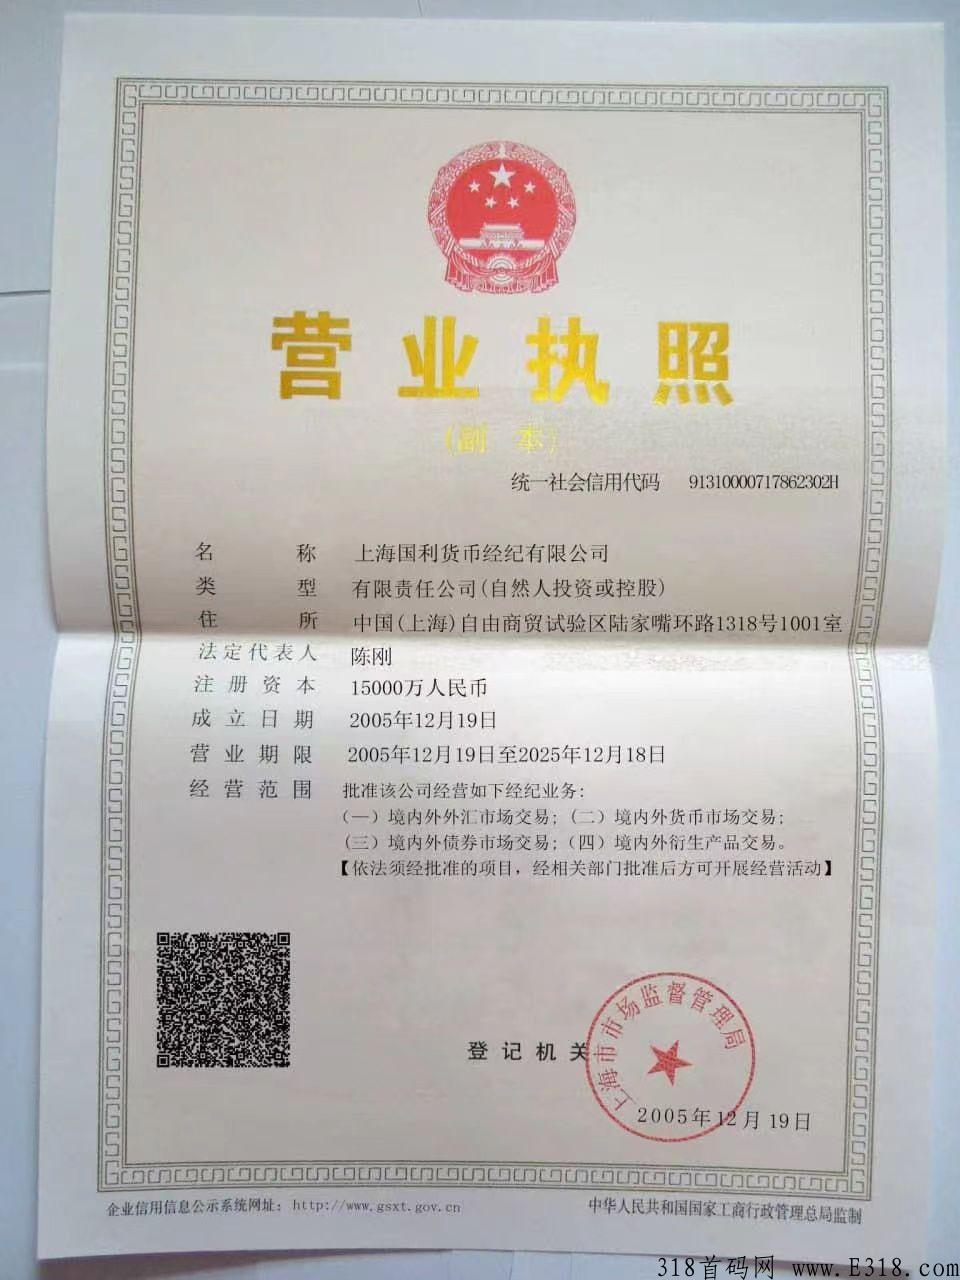 营业执照
(副 本)
统一社会信用代码 91310000717862302H
名称 上海国利货币经纪有限公司
类型 有限责任公司(自然人投资或控股)
住所 中国(上海)自由商贸试验区陆家嘴环路1318号1001室
法定代表人 陈刚
注册资本 15000万人民币
成立日期 2005年12月19日
营业期限 2005年12月19日至2025年12月18日
经营范围 批准该公司经营如下经纪业务:
(一) 境内外外汇市场交易; (二) 境内外货币市场交易;
(三) 境内外债券市场交易; (四) 境内外衍生产品交易。
【依法须经批准的项目，经相关部门批准后方可开展经营活动】
登记机关
上海市市场监督管理局
2005年12月19日
企业信用信息公示系统网址: http://www.gsxt.gov.cn
中华人民共和国国家工商行政管理总局监制
318首码网 www.E318.com